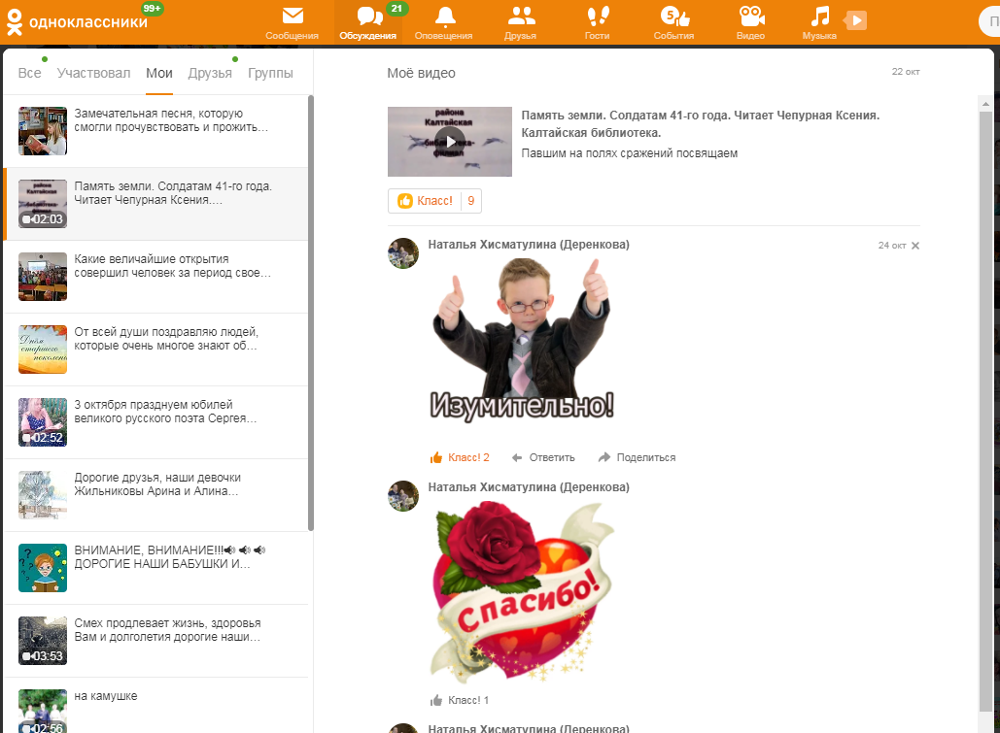 одноклассники
99+
Сообщения
Обсуждения
21
Оповещения
Друзья
Гости
5
События
Видео
Музыка
П
Все
Участвовал
Мои
Друзья
Группы
Замечательная песня, которую
смогли прочувствовать и прожить…
района
Калтайская
02:03
Память земли. Солдатам 41-го года.
Читает Чепурная Ксения.…
Какие величайшие открытия
совершил человек за период свое…
От всей души поздравляю людей,
которые очень многое знают об…
02:52
3 октября празднуем юбилей
великого русского поэта Сергея…
Дорогие друзья, наши девочки
Жильниковы Арина и Алина…
ВНИМАНИЕ, ВНИМАНИЕ!!!
ДОРОГИЕ НАШИ БАБУШКИ И…
03:53
Смех продлевает жизнь, здоровья
Вам и долголетия дорогие наши…
02:56
на камушке
Моё видео
22 окт
района
Калтайская
филиал
Память земли. Солдатам 41-го года. Читает Чепурная Ксения.
Калтайская библиотека.
Павшим на полях сражений посвящаем
Класс! 9
Наталья Хисматулина (Деренкова)
24 окт
Изумительно!
Класс! 2
Ответить
Поделиться
Наталья Хисматулина (Деренкова)
Спасибо!
Класс! 1
Наталья Хисматулина (Деренкова)